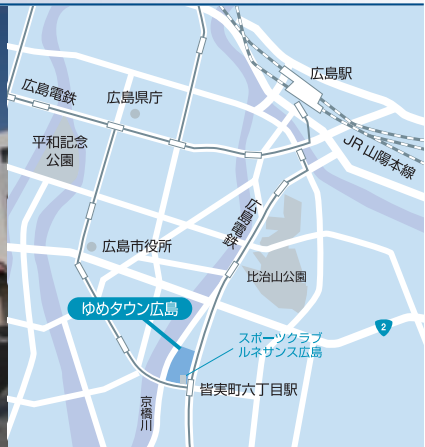 広島駅
広島電鉄
広島県庁
平和記念
公園
JR山陽本線
広島電鉄
広島市役所
比治山公園
ゆめタウン広島
2
スポーツクラブ
ルネサンス広島
皆実町六丁目駅
京橋川